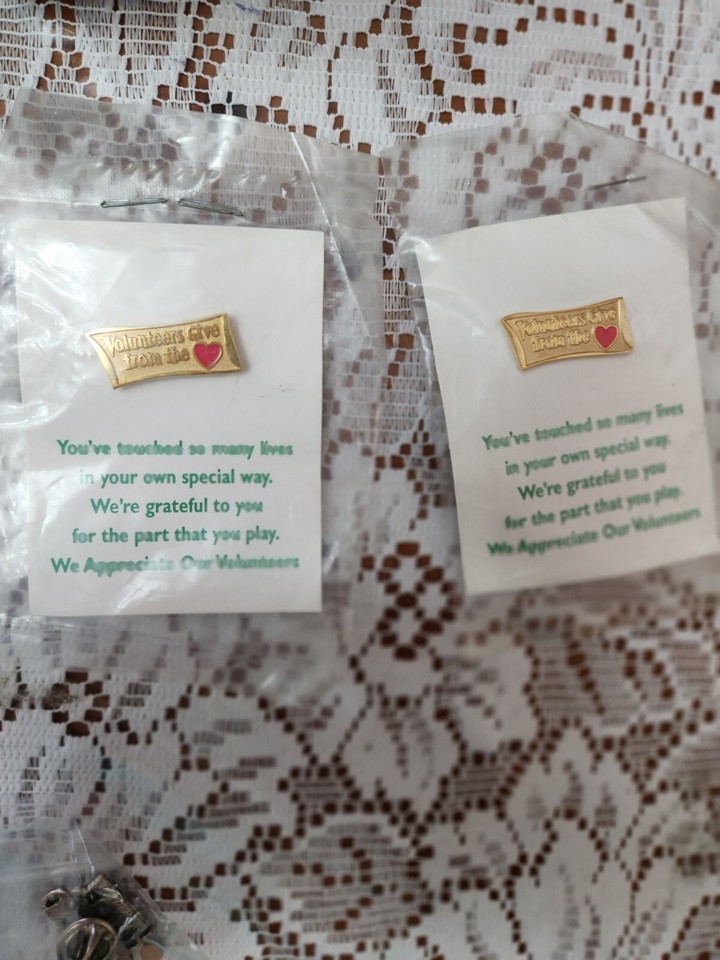 Volunteers Give
from the
You've touched so many lives
in your own special way.
We're grateful to you
for the part that you play.
We Appreciate Our Volunteers
Volunteers Give
from the
You've touched so many lives
in your own special way.
We're grateful to you
for the part that you play.
We Appreciate Our Volunteers